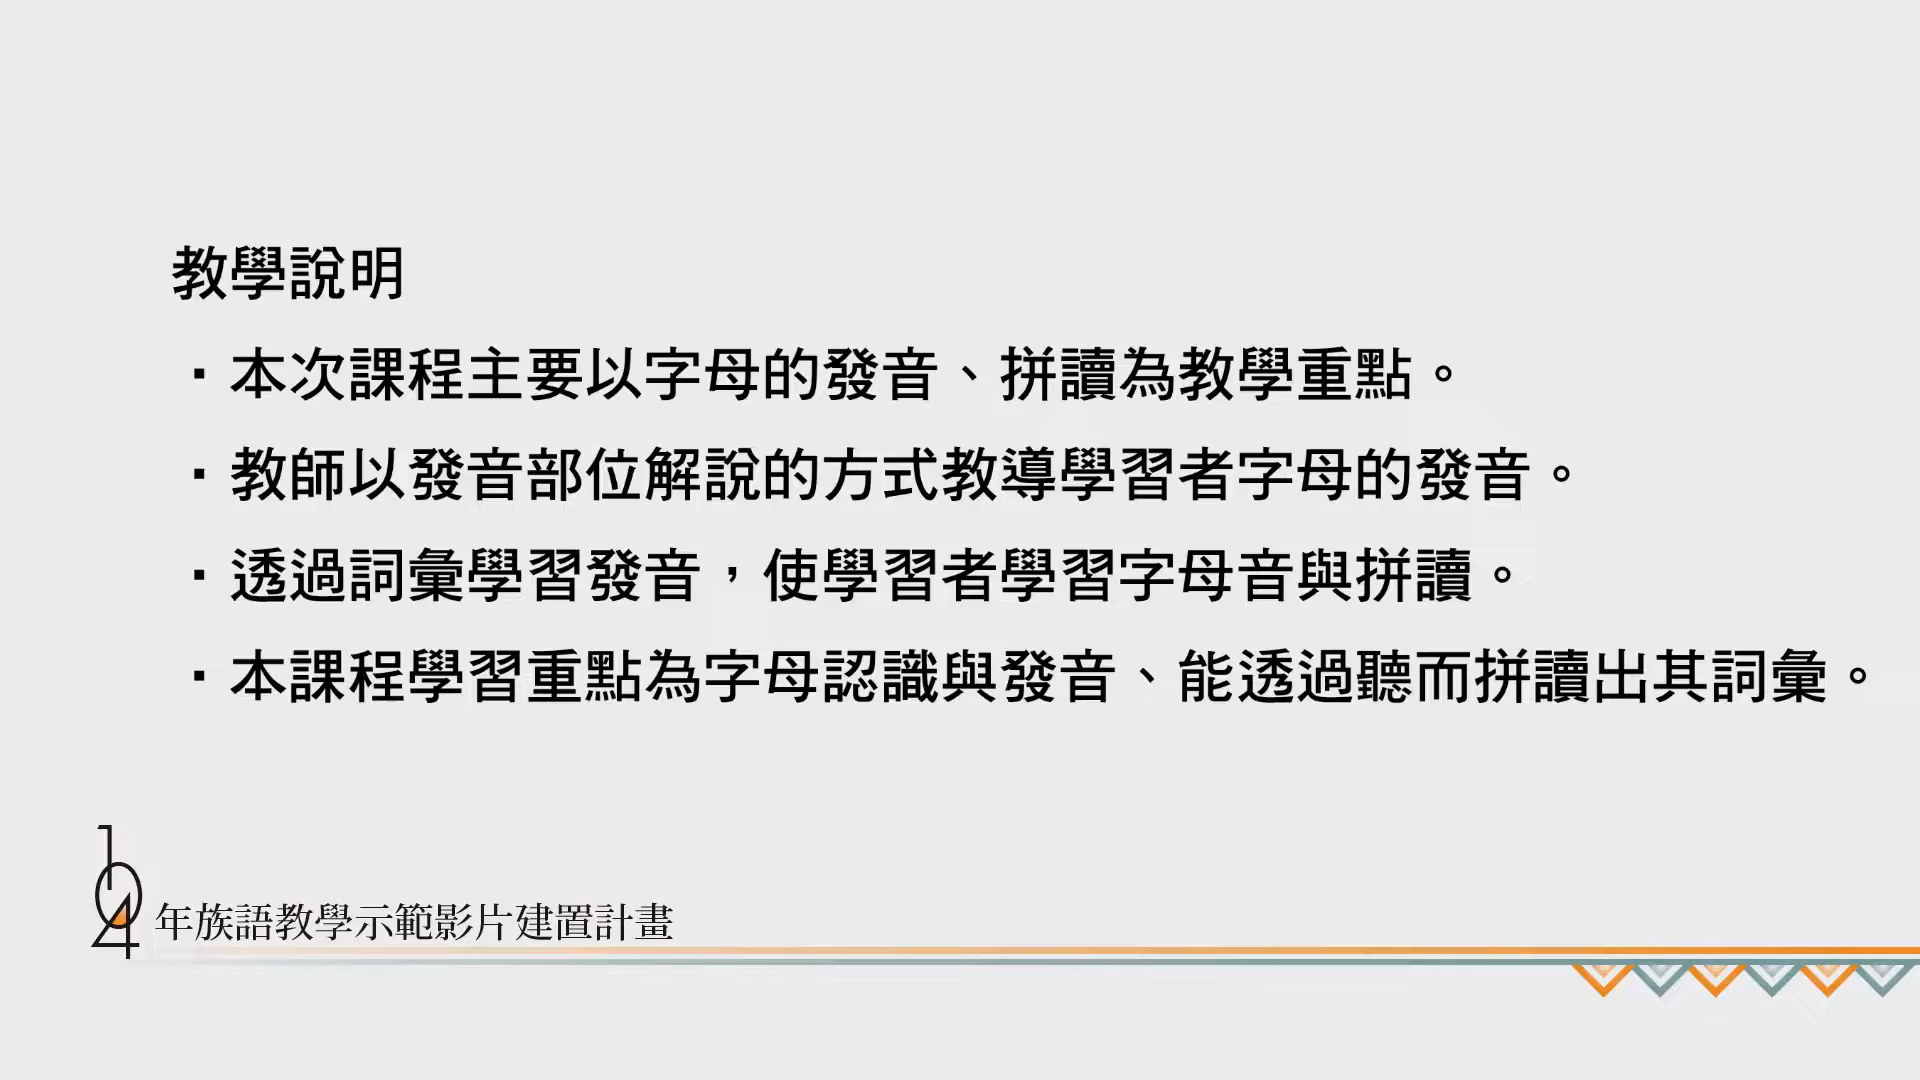 教學說明
·本次課程主要以字母的發音、拼讀為教學重點。
·教師以發音部位解說的方式教導學習者字母的發音。
·透過詞彙學習發音，使學習者學習字母音與拼讀。
·本課程學習重點為字母認識與發音、能透過聽而拼讀出其詞彙。
104年族語教學示範影片建置計畫